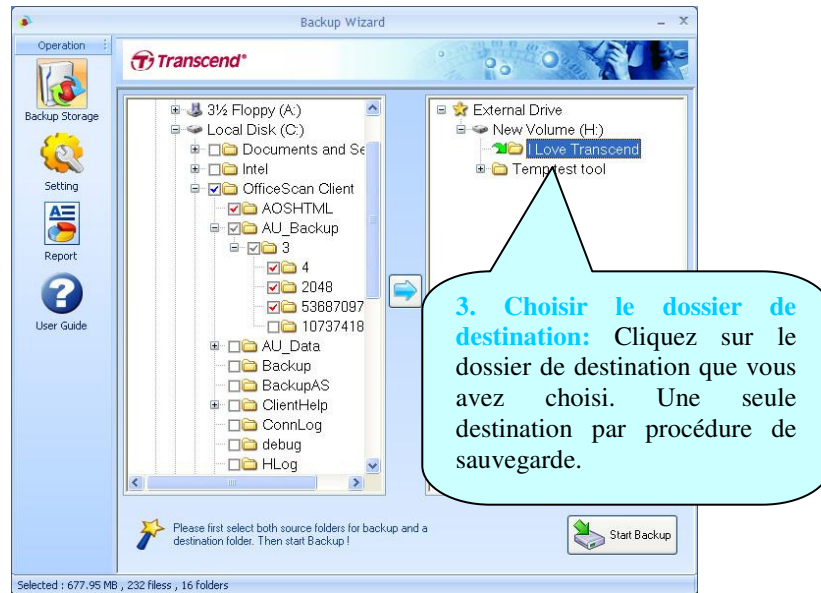 Backup Wizard
Operation
Transcend®
Backup Storage
Setting
Report
User Guide
3½ Floppy (A:)
Local Disk (C:)
Documents and Se
Intel
OfficeScan Client
AOSHTML
AU_Backup
3
4
2048
53687097
10737418
AU_Data
Backup
BackupAS
ClientHelp
ConnLog
debug
HLog
External Drive
New Volume (H:)
I Love Transcend
Temp test tool
3. Choisir le dossier de
destination: Cliquez sur le
dossier de destination que vous
avez choisi. Une seule
destination par procédure de
sauvegarde.
Please first select both source folders for backup and a
destination folder. Then start Backup !
Start Backup
Selected : 677.95 MB , 232 filess , 16 folders